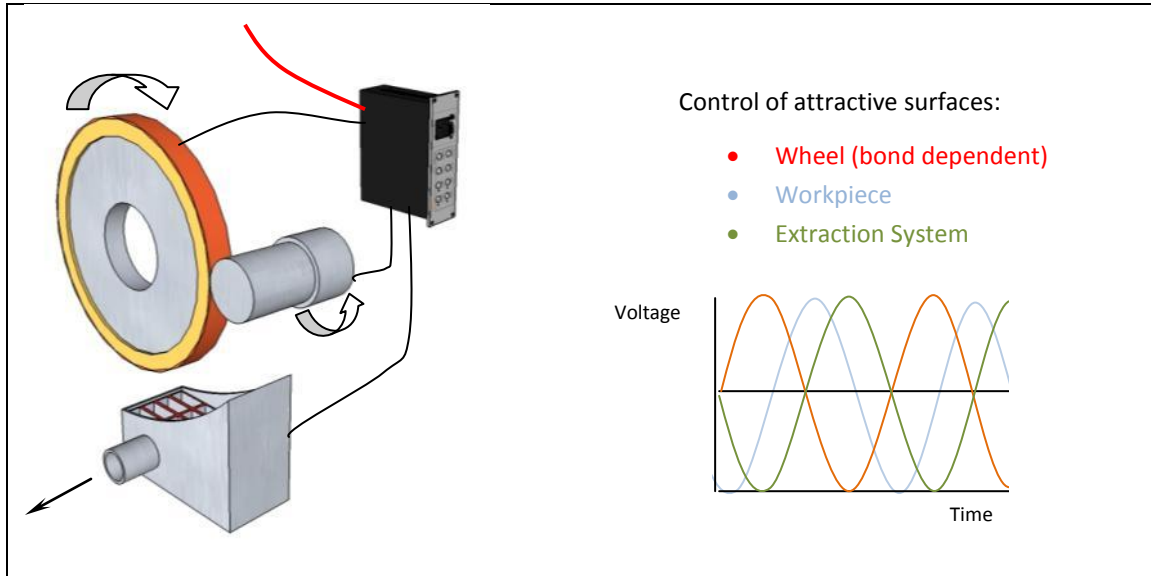 Control of attractive surfaces:
• Wheel (bond dependent)
• Workpiece
• Extraction System
Voltage
Time